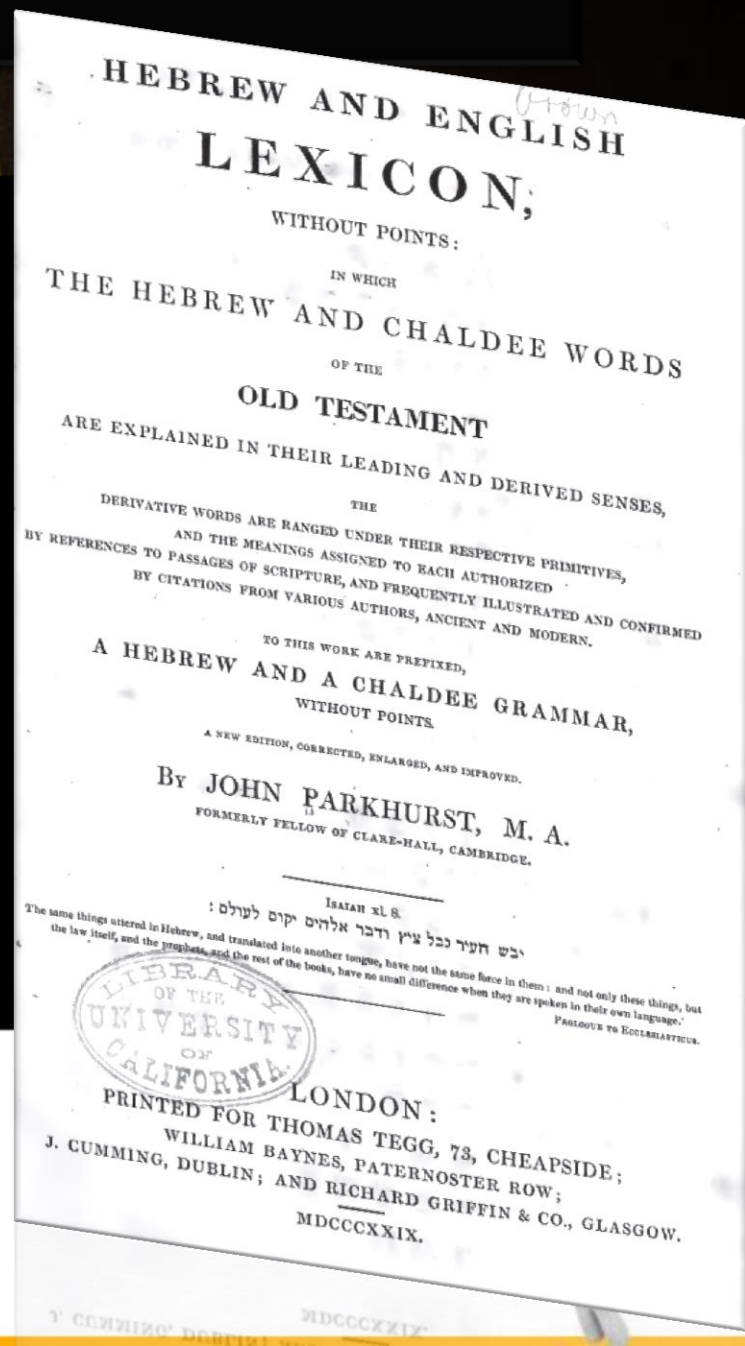 Brown
HEBREW AND ENGLISH
LEXICON,
WITHOUT POINTS:
IN WHICH
THE HEBREW AND CHALDEE WORDS
OF THE
OLD TESTAMENT
ARE EXPLAINED IN THEIR LEADING AND DERIVED SENSES,
THE
DERIVATIVE WORDS ARE RANGED UNDER THEIR RESPECTIVE PRIMITIVES,
AND THE MEANINGS ASSIGNED TO EACH AUTHORIZED
BY REFERENCES TO PASSAGES OF SCRIPTURE, AND FREQUENTLY ILLUSTRATED AND CONFIRMED
BY CITATIONS FROM VARIOUS AUTHORS, ANCIENT AND MODERN.
TO THIS WORK ARE PREFIXED,
A HEBREW AND A CHALDEE GRAMMAR,
WITHOUT POINTS.
A NEW EDITION, CORRECTED, ENLARGED, AND IMPROVED.
BY JOHN PARKHURST, M. A.
FORMERLY FELLOW OF CLARE-HALL, CAMBRIDGE.
ISAIAH xl. 8.
יבש חציר נבל ציץ ודבר אלהים יקום לעולם :
The same things uttered in Hebrew, and translated into another tongue, have not the same force in them: and not only these things, but
the law itself, and the prophets, and the rest of the books, have no small difference when they are spoken in their own language.'
PROLOGUE TO ECCLESIASTICUS.
LIBRARY
OF THE
UNIVERSITY
OF
CALIFORNIA.
LONDON:
PRINTED FOR THOMAS TEGG, 73, CHEAPSIDE;
WILLIAM BAYNES, PATERNOSTER ROW;
J. CUMMING, DUBLIN; AND RICHARD GRIFFIN & CO., GLASGOW.
MDCCCXXIX.